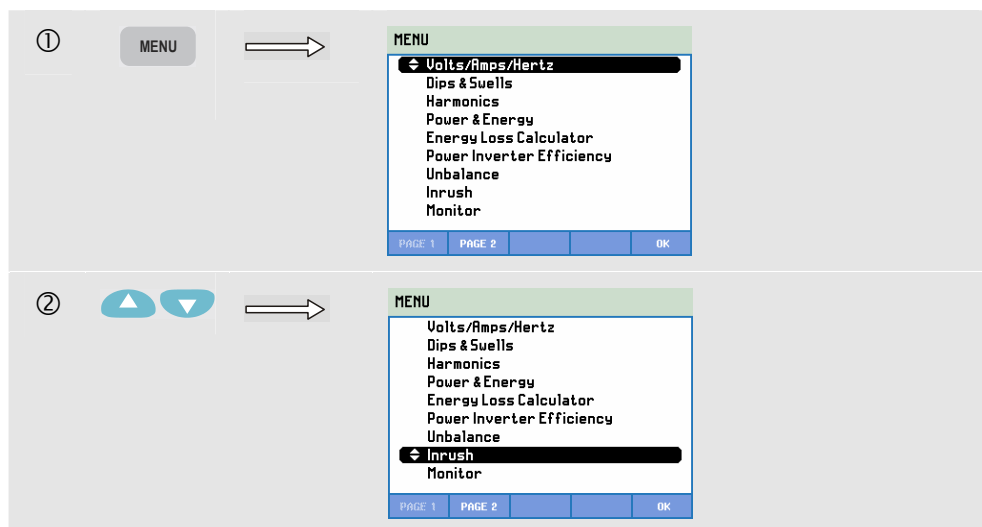 ①
MENU
MENU
Volts/Amps/Hertz
Dips & Swells
Harmonics
Power & Energy
Energy Loss Calculator
Power Inverter Efficiency
Unbalance
Inrush
Monitor
PAGE 1 PAGE 2 OK
②
MENU
Volts/Amps/Hertz
Dips & Swells
Harmonics
Power & Energy
Energy Loss Calculator
Power Inverter Efficiency
Unbalance
Inrush
Monitor
PAGE 1 PAGE 2 OK